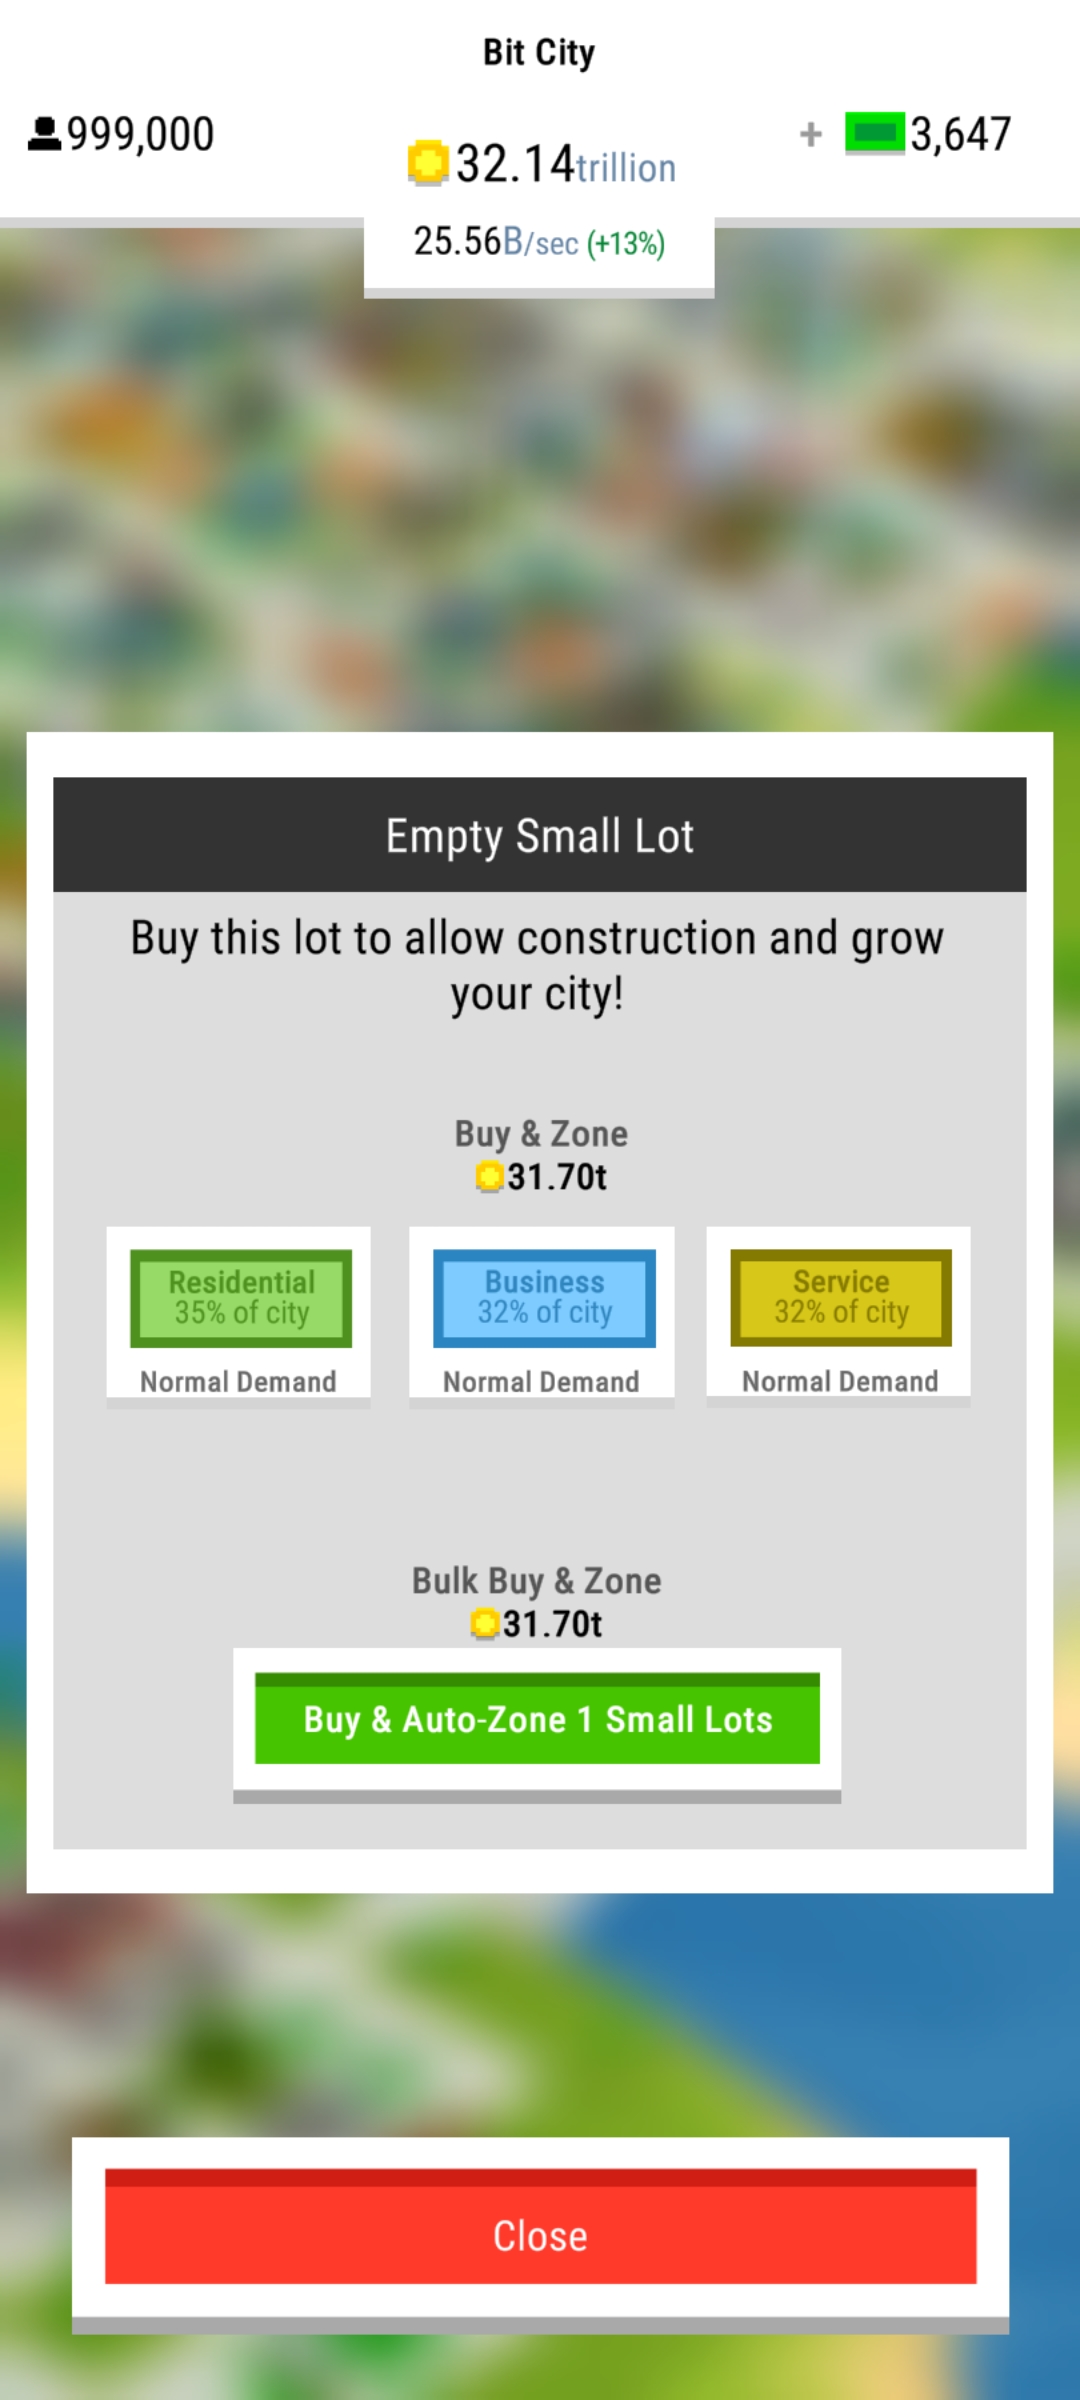 Bit City
999,000
32.14trillion
+ 3,647
25.56B/sec (+13%)
Empty Small Lot
Buy this lot to allow construction and grow
your city!
Buy & Zone
31.70t
Residential
35% of city
Normal Demand
Business
32% of city
Normal Demand
Service
32% of city
Normal Demand
Bulk Buy & Zone
31.70t
Buy & Auto-Zone 1 Small Lots
Close